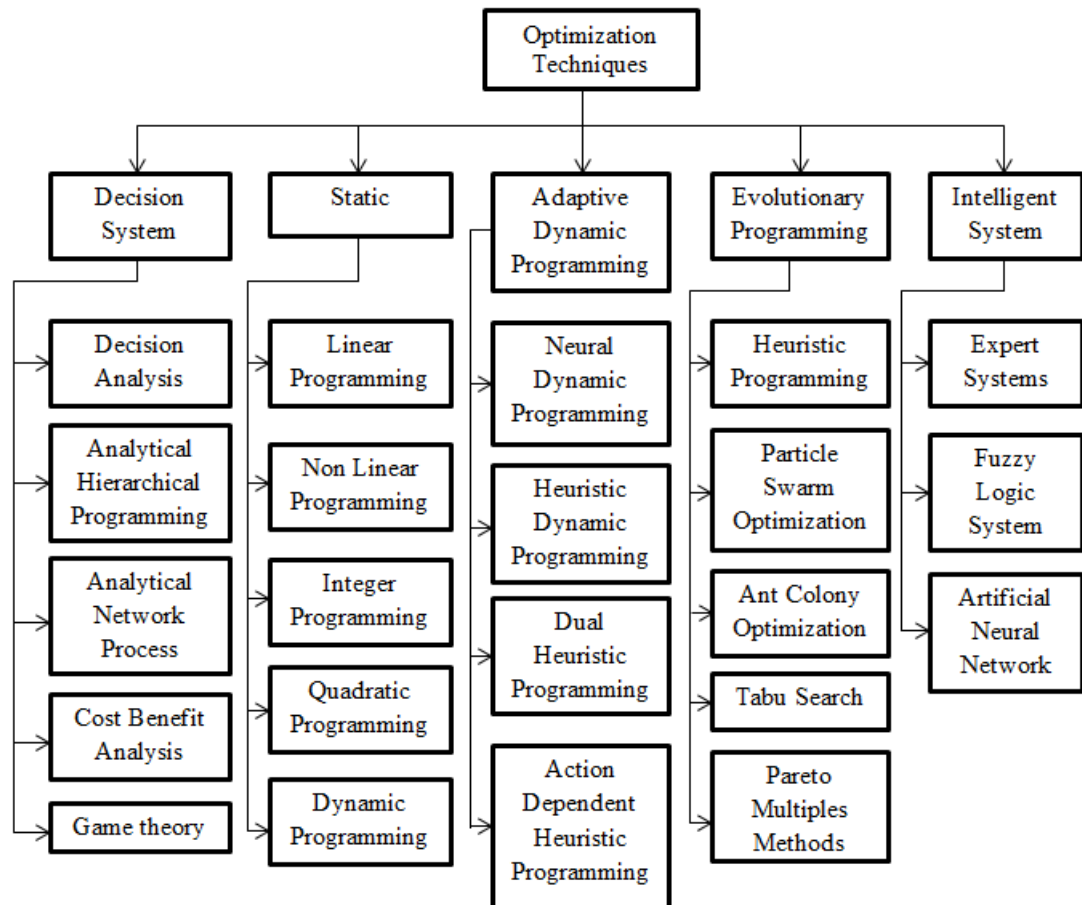 Optimization
Techniques
Decision
System
Static
Adaptive
Dynamic
Programming
Evolutionary
Programming
Intelligent
System
Decision
Analysis
Analytical
Hierarchical
Programming
Analytical
Network
Process
Cost Benefit
Analysis
Game theory
Linear
Programming
Non Linear
Programming
Integer
Programming
Quadratic
Programming
Dynamic
Programming
Neural
Dynamic
Programming
Heuristic
Dynamic
Programming
Dual
Heuristic
Programming
Action
Dependent
Heuristic
Programming
Heuristic
Programming
Particle
Swarm
Optimization
Ant Colony
Optimization
Tabu Search
Pareto
Multiples
Methods
Expert
Systems
Fuzzy
Logic
System
Artificial
Neural
Network